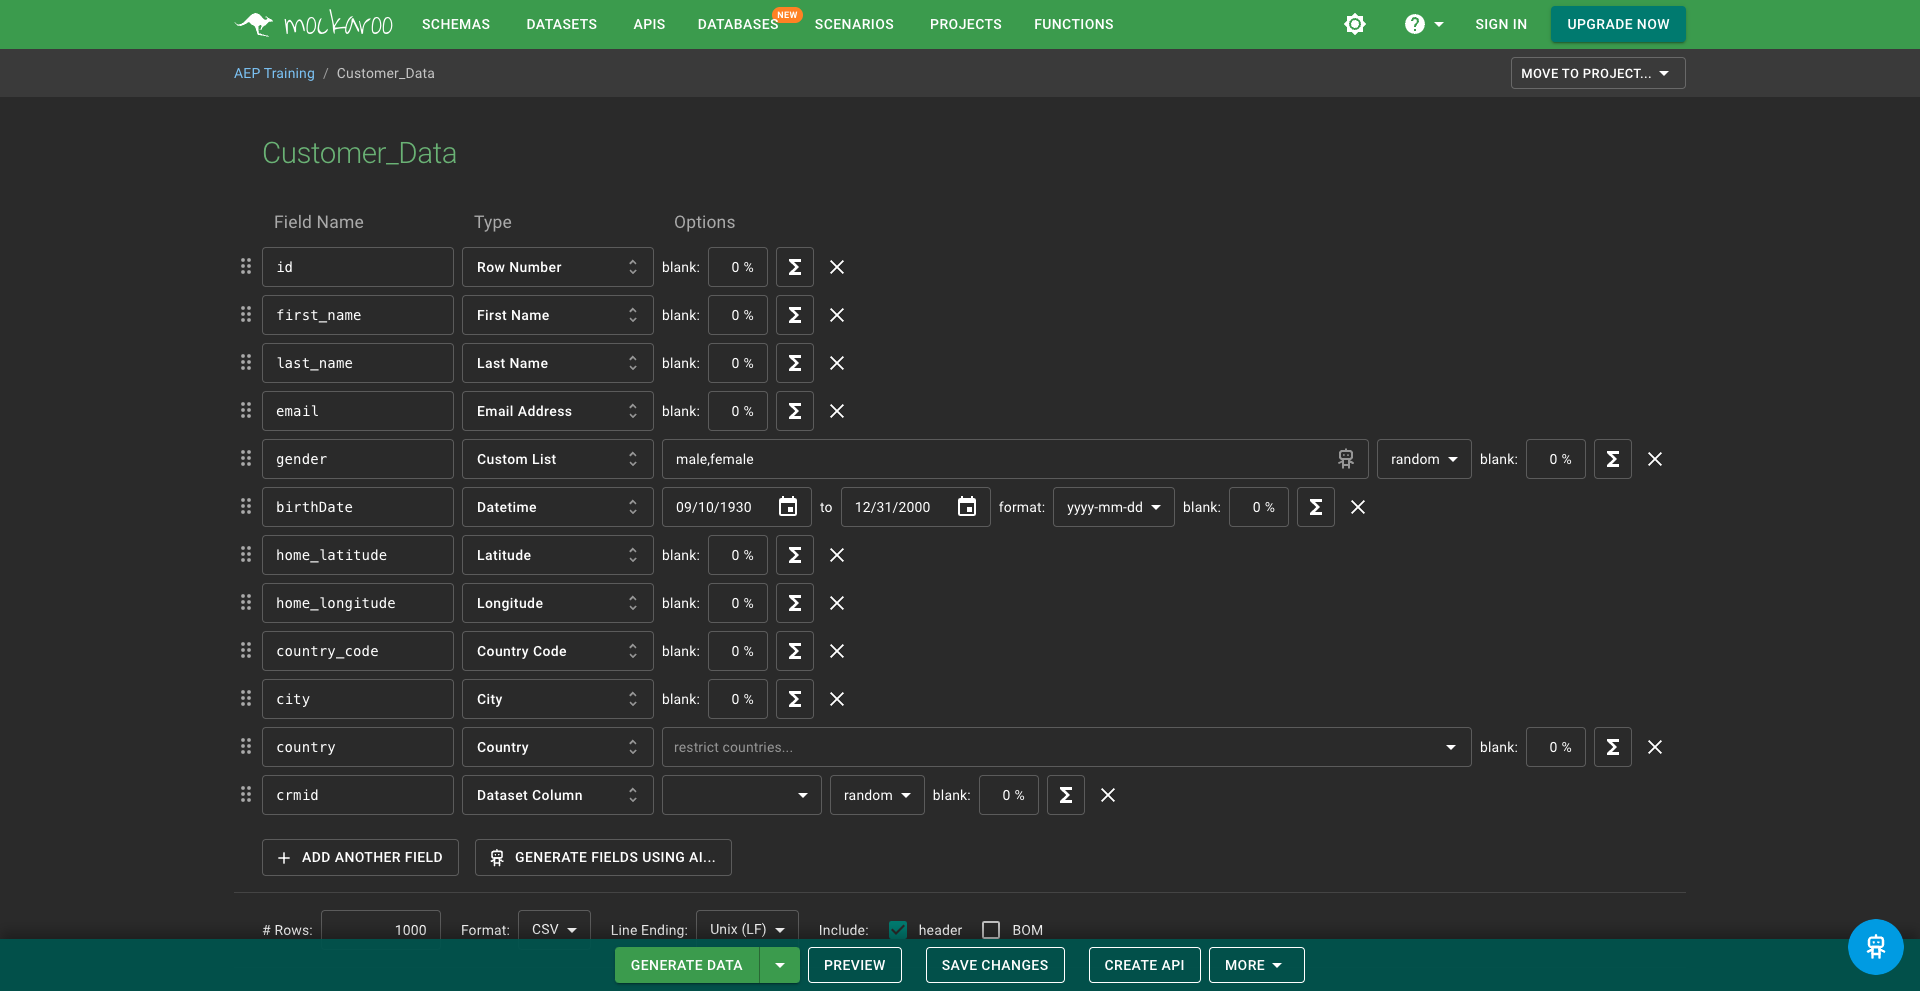 mockaroo SCHEMAS DATASETS APIS DATABASES NEW SCENARIOS PROJECTS FUNCTIONS SIGN IN UPGRADE NOW
AEP Training / Customer_Data MOVE TO PROJECT...
Customer_Data
Field Name Type Options
id Row Number blank: 0 %
first_name First Name blank: 0 %
last_name Last Name blank: 0 %
email Email Address blank: 0 %
gender Custom List male,female random blank: 0 %
birthDate Datetime 09/10/1930 to 12/31/2000 format: yyyy-mm-dd blank: 0 %
home_latitude Latitude blank: 0 %
home_longitude Longitude blank: 0 %
country_code Country Code blank: 0 %
city City blank: 0 %
country Country restrict countries... blank: 0 %
crmid Dataset Column random blank: 0 %
ADD ANOTHER FIELD GENERATE FIELDS USING AI...
# Rows: 1000 Format: CSV Line Ending: Unix (LF) Include: header BOM
GENERATE DATA PREVIEW SAVE CHANGES CREATE API MORE